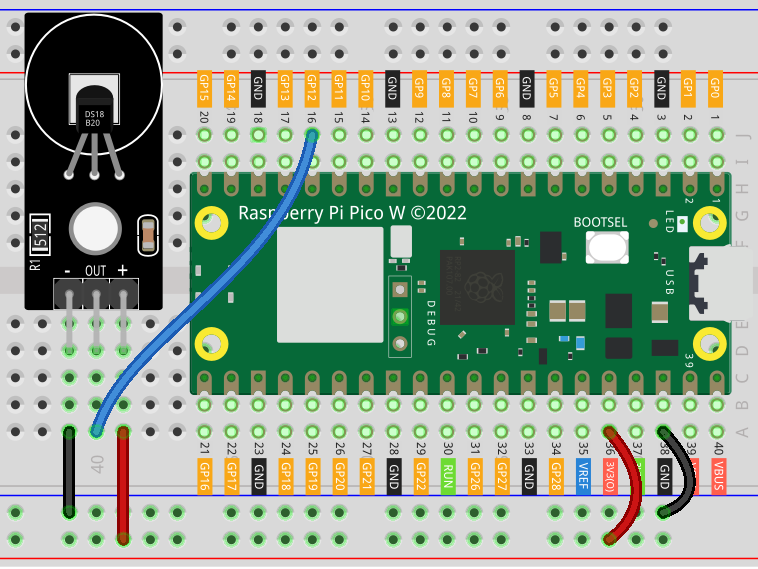 GP15 GP14 GND GP13 GP12 GP11 GP10 GND GP9 GP8 GP7 GP6 GND GP5 GP4 GP3 GP2 GND GP1 GP0
20 19 18 17 16 15 14 13 12 11 10 9 8 7 6 5 4 3 2 1
J
I
H
G
F
E
D
C
B
A
DS18
B20
R1
512
- OUT +
Raspberry Pi Pico W ©2022
BOOTSEL
LED
2
1
USB
DEBUG
39
40
21 22 23 24 25 26 27 28 29 30 31 32 33 34 35 36 37 38 39 40
GP16 GP17 GND GP18 GP19 GP20 GP21 GND GP22 RUN GP26 GP27 GND GP28 VREF 3V3(O) GND VBUS